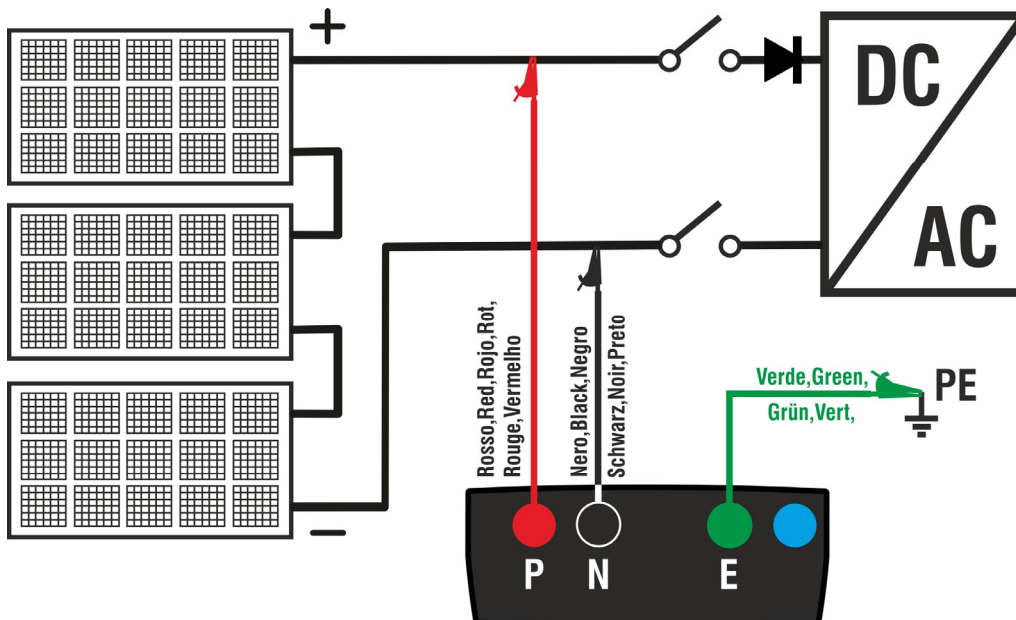 +
DC
AC
Rosso,Red,Rojo,Rot,
Rouge,Vermelho
Nero,Black,Negro
Schwarz,Noir,Preto
Verde,Green,
Grün,Vert,
PE
−
P N E